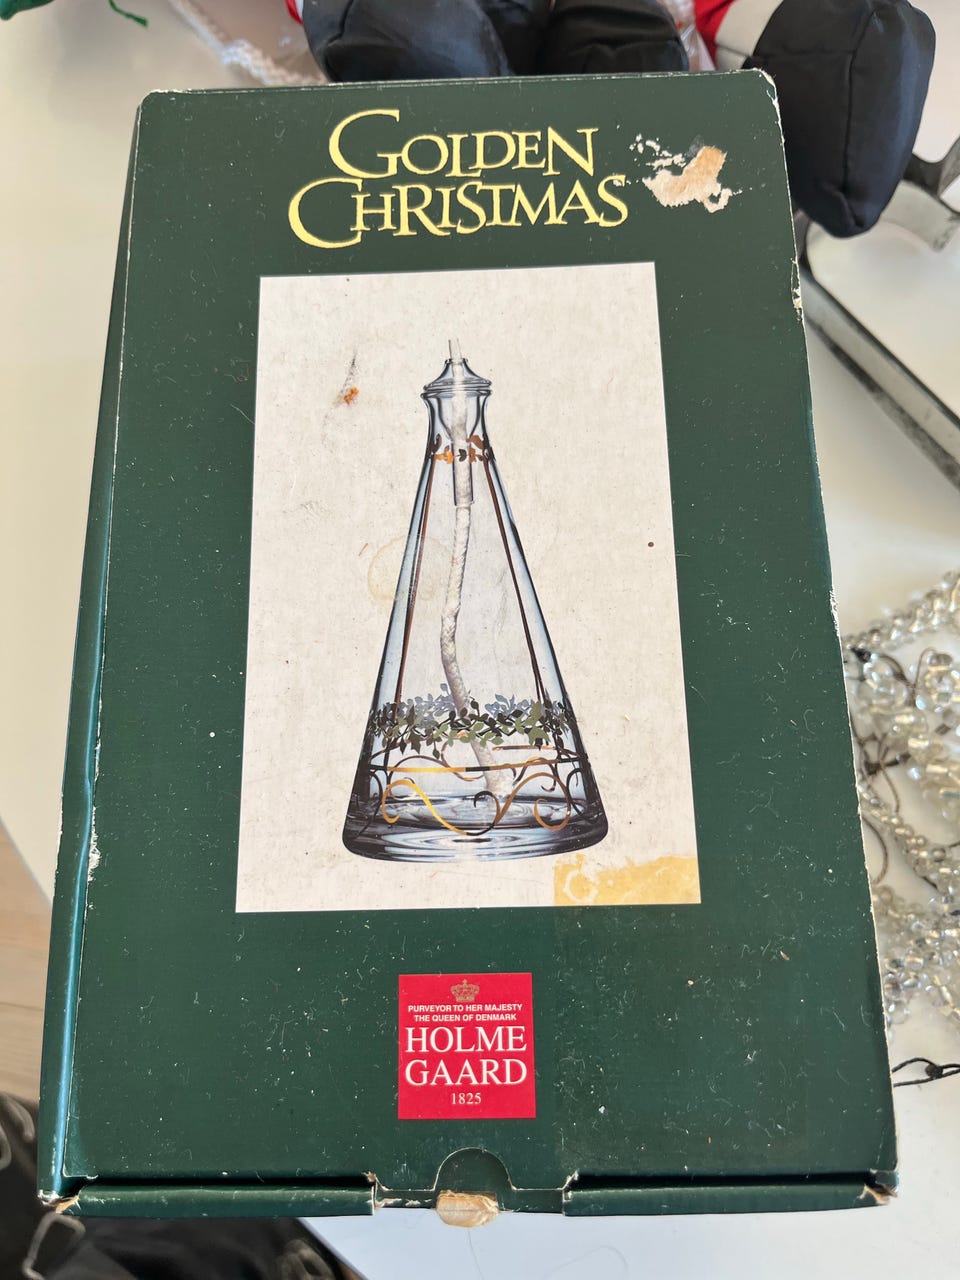 GOLDEN
CHRISTMAS
PURVEYOR TO HER MAJESTY
THE QUEEN OF DENMARK
HOLME
GAARD
1825